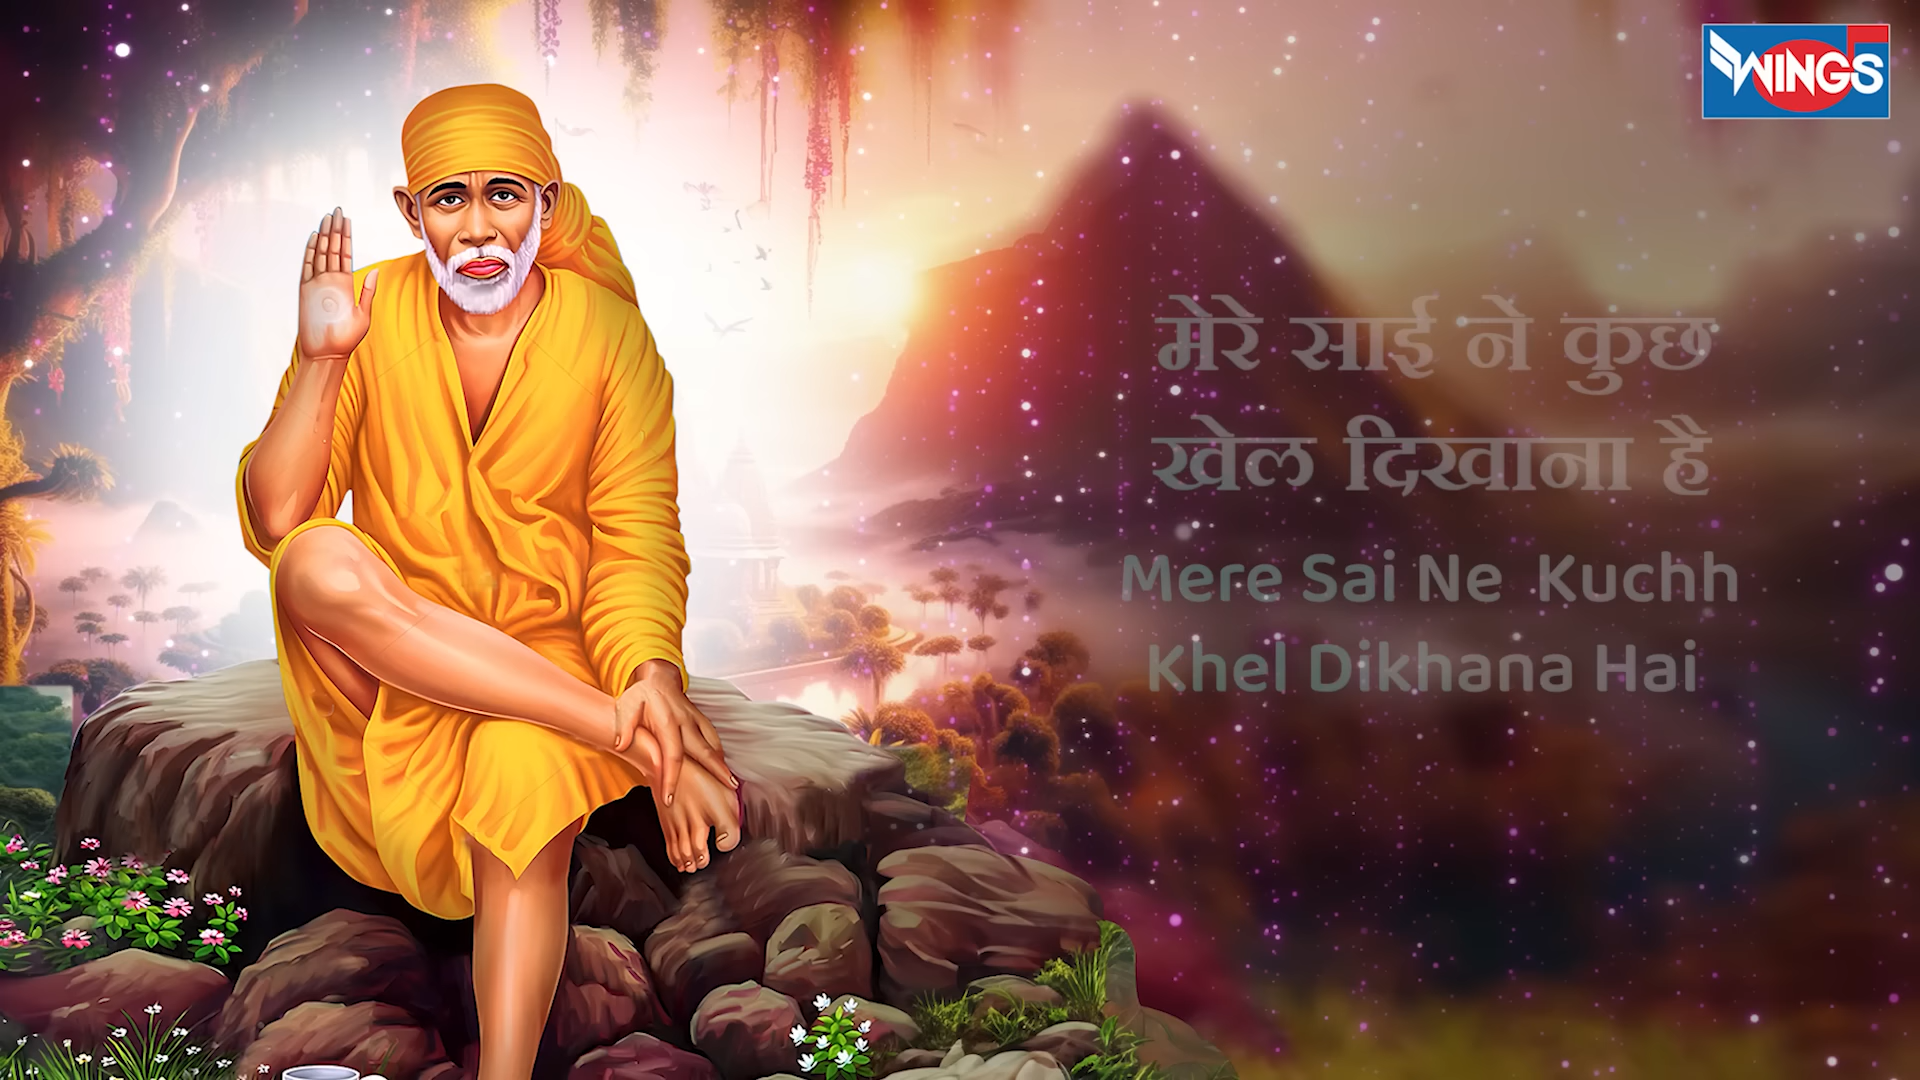 WINGS
मेरे साई ने कुछ
खेल दिखाना है
Mere Sai Ne Kuchh
Khel Dikhana Hai